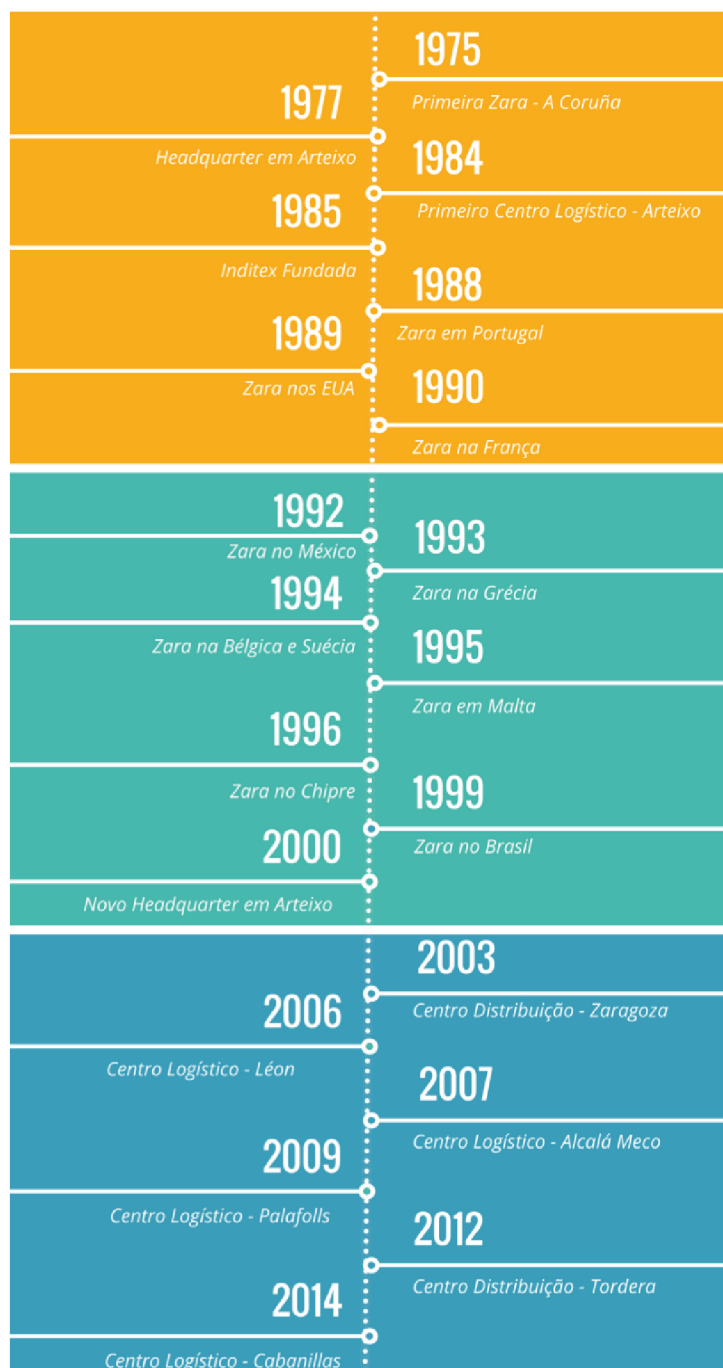 1975
Primeira Zara - A Coruña
1977
Headquarter em Arteixo
1984
Primeiro Centro Logístico - Arteixo
1985
Inditex Fundada
1988
Zara em Portugal
1989
Zara nos EUA
1990
Zara na França
1992
Zara no México
1993
Zara na Grécia
1994
Zara na Bélgica e Suécia
1995
Zara em Malta
1996
Zara no Chipre
1999
Zara no Brasil
2000
Novo Headquarter em Arteixo
2003
Centro Distribuição - Zaragoza
2006
Centro Logístico - Léon
2007
Centro Logístico - Alcalá Meco
2009
Centro Logístico - Palafolls
2012
Centro Distribuição - Tordera
2014
Centro Logístico - Cabanillas